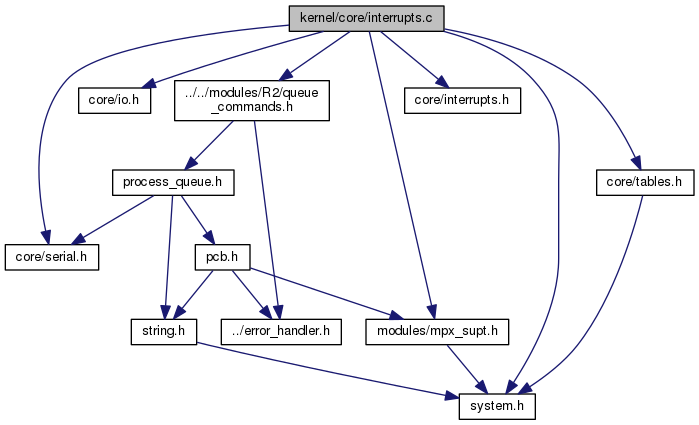 kernel/core/interrupts.c
core/io.h
../../modules/R2/queue
_commands.h
core/interrupts.h
process_queue.h
core/tables.h
core/serial.h
pcb.h
string.h
../error_handler.h
modules/mpx_supt.h
system.h